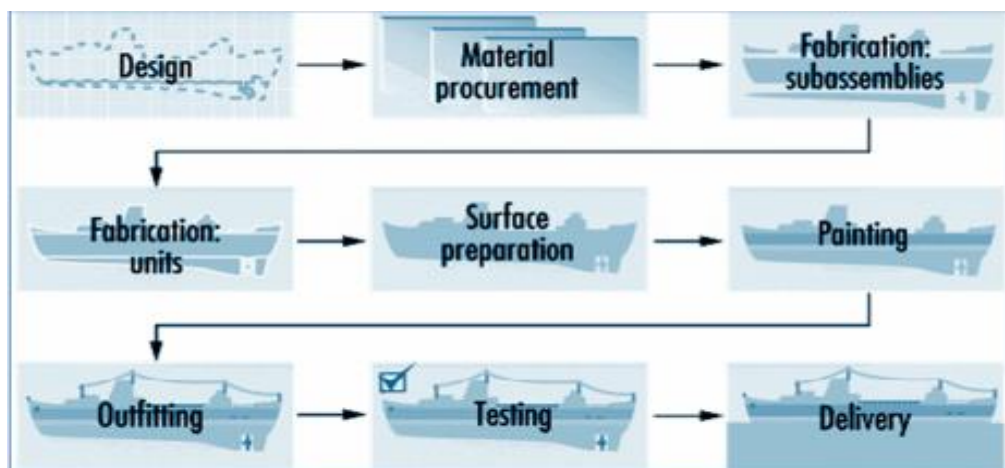 Design
Material
procurement
Fabrication:
subassemblies
Fabrication:
units
Surface
preparation
Painting
Outfitting
Testing
Delivery